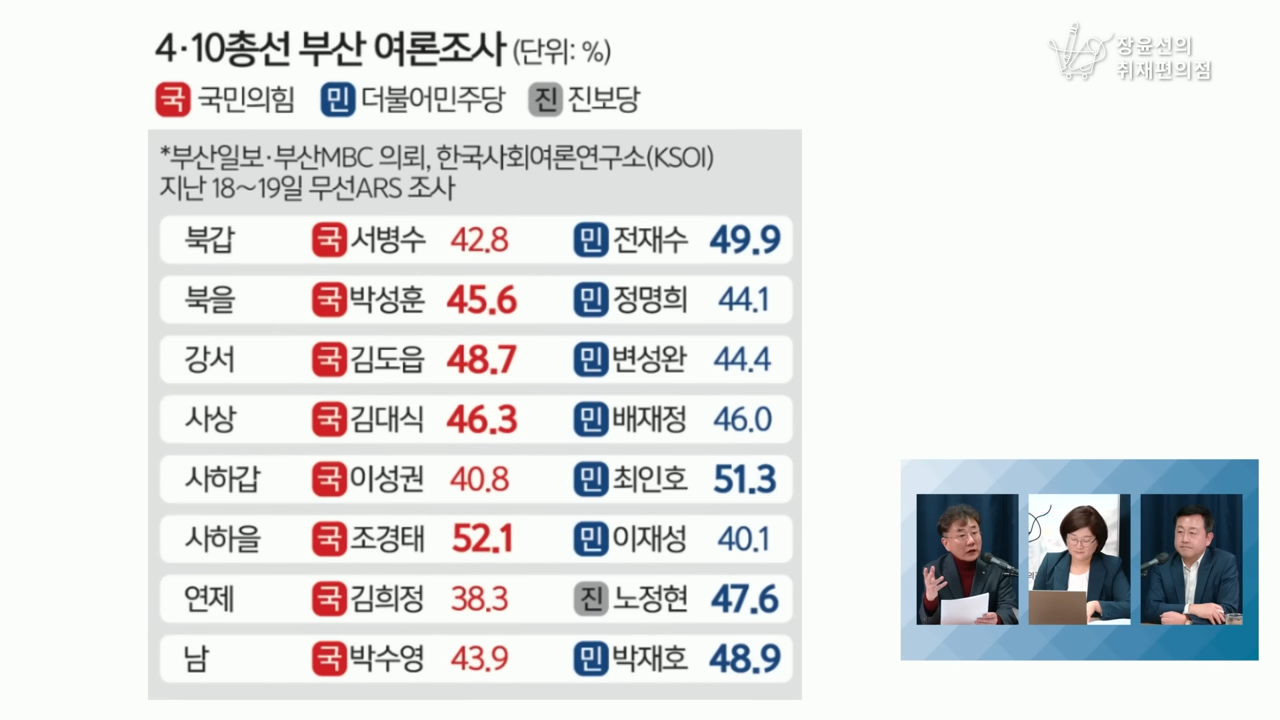 4·10총선 부산 여론조사 (단위: %)
국 국민의힘 민 더불어민주당 진 진보당
*부산일보·부산MBC 의뢰, 한국사회여론연구소(KSOI)
지난 18~19일 무선ARS 조사
북갑 국 서병수 42.8 민 전재수 49.9
북을 국 박성훈 45.6 민 정명희 44.1
강서 국 김도읍 48.7 민 변성완 44.4
사상 국 김대식 46.3 민 배재정 46.0
사하갑 국 이성권 40.8 민 최인호 51.3
사하을 국 조경태 52.1 민 이재성 40.1
연제 국 김희정 38.3 진 노정현 47.6
남 국 박수영 43.9 민 박재호 48.9
장윤선의
취재편의점